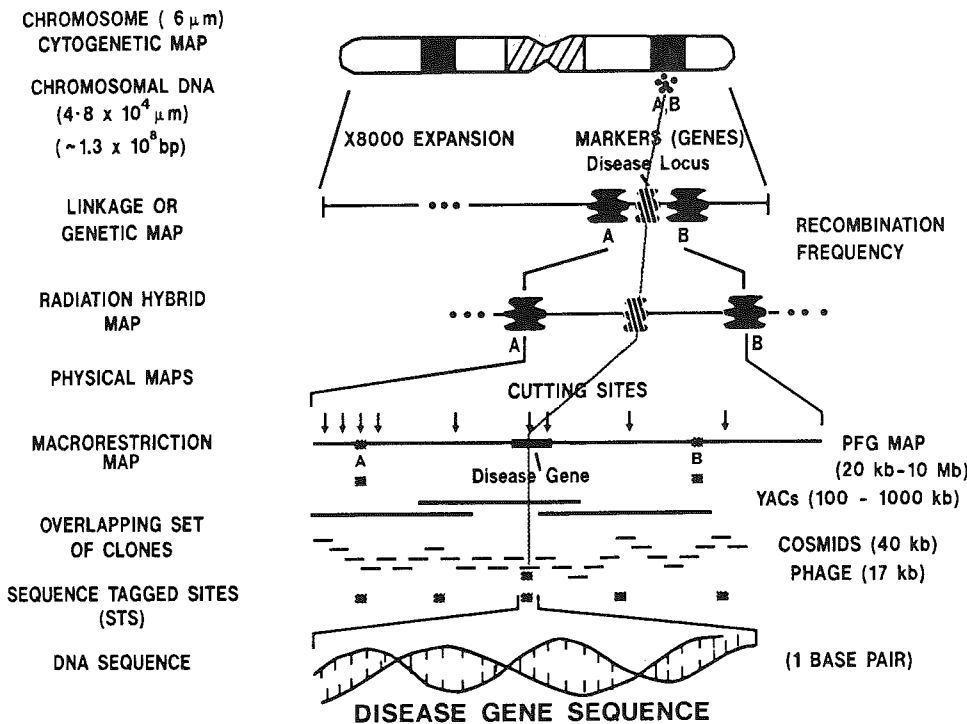 CHROMOSOME ( 6 μm)
CYTOGENETIC MAP
CHROMOSOMAL DNA
(4·8 x 10⁴ μm)
(~1.3 x 10⁸ bp)
A,B
X8000 EXPANSION
MARKERS (GENES)
Disease Locus
LINKAGE OR
GENETIC MAP
A
B
RECOMBINATION
FREQUENCY
RADIATION HYBRID
MAP
A
B
PHYSICAL MAPS
CUTTING SITES
MACRORESTRICTION
MAP
A
B
Disease Gene
PFG MAP
(20 kb-10 Mb)
YACs (100 - 1000 kb)
OVERLAPPING SET
OF CLONES
COSMIDS (40 kb)
PHAGE (17 kb)
SEQUENCE TAGGED SITES
(STS)
DNA SEQUENCE
(1 BASE PAIR)
DISEASE GENE SEQUENCE